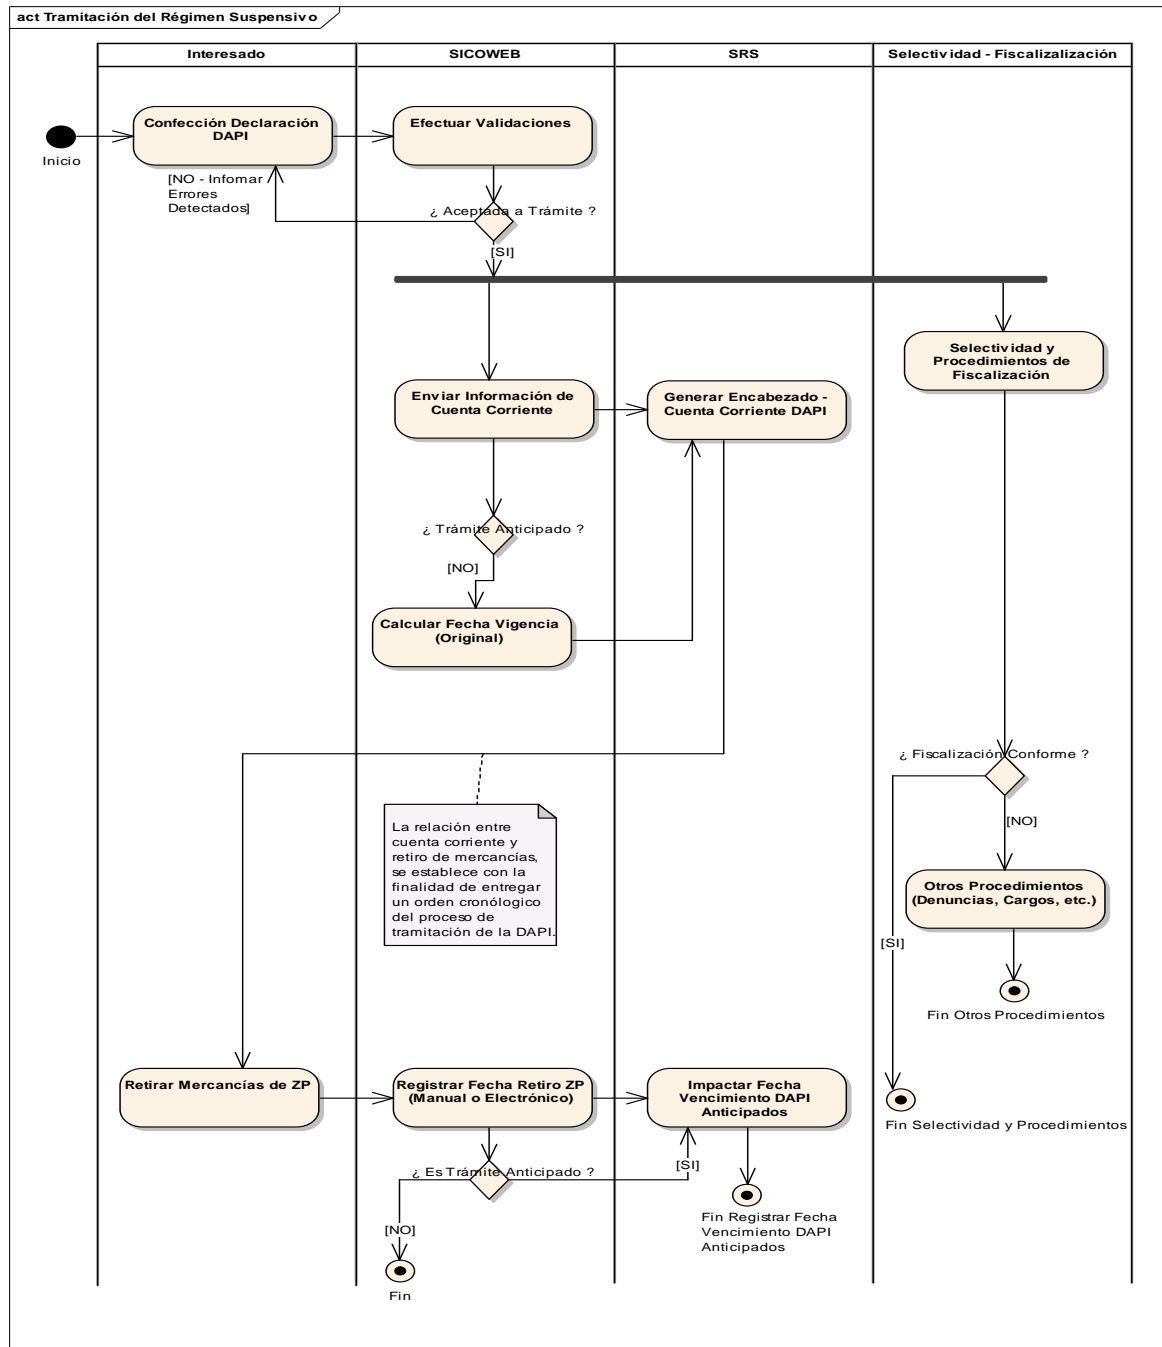 act Tramitación del Régimen Suspensivo
Interesado
SICOWEB
SRS
Selectividad - Fiscalizalización
Confección Declaración
DAPI
Efectuar Validaciones
Inicio
[NO - Infomar
Errores
Detectados]
¿ Aceptada a Trámite ?
[SI]
Selectividad y
Procedimientos de
Fiscalización
Enviar Información de
Cuenta Corriente
Generar Encabezado -
Cuenta Corriente DAPI
¿ Trámite Anticipado ?
[NO]
Calcular Fecha Vigencia
(Original)
¿ Fiscalización Conforme ?
[NO]
La relación entre
cuenta corriente y
retiro de mercancías,
se establece con la
finalidad de entregar
un orden cronólogico
del proceso de
tramitación de la DAPI.
Otros Procedimientos
(Denuncias, Cargos, etc.)
[SI]
Fin Otros Procedimientos
Retirar Mercancías de ZP
Registrar Fecha Retiro ZP
(Manual o Electrónico)
Impactar Fecha
Vencimiento DAPI
Anticipados
Fin Selectividad y Procedimientos
¿ Es Trámite Anticipado ?
[SI]
[NO]
Fin Registrar Fecha
Vencimiento DAPI
Anticipados
Fin